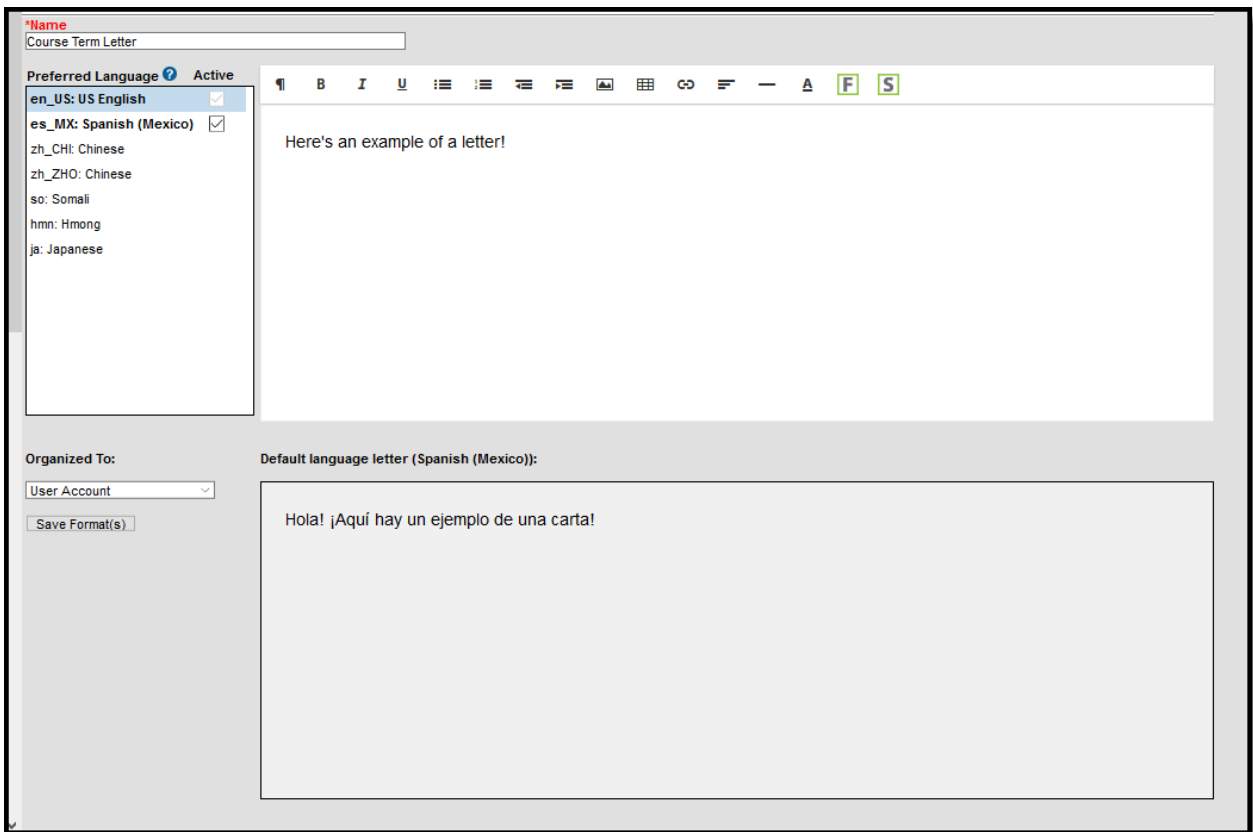 *Name
Course Term Letter
Preferred Language ? Active
¶ B I U A F S
en_US: US English
es_MX: Spanish (Mexico)
zh_CHI: Chinese
zh_ZHO: Chinese
so: Somali
hmn: Hmong
ja: Japanese
Here's an example of a letter!
Organized To:
User Account
Save Format(s)
Default language letter (Spanish (Mexico)):
Hola! ¡Aquí hay un ejemplo de una carta!